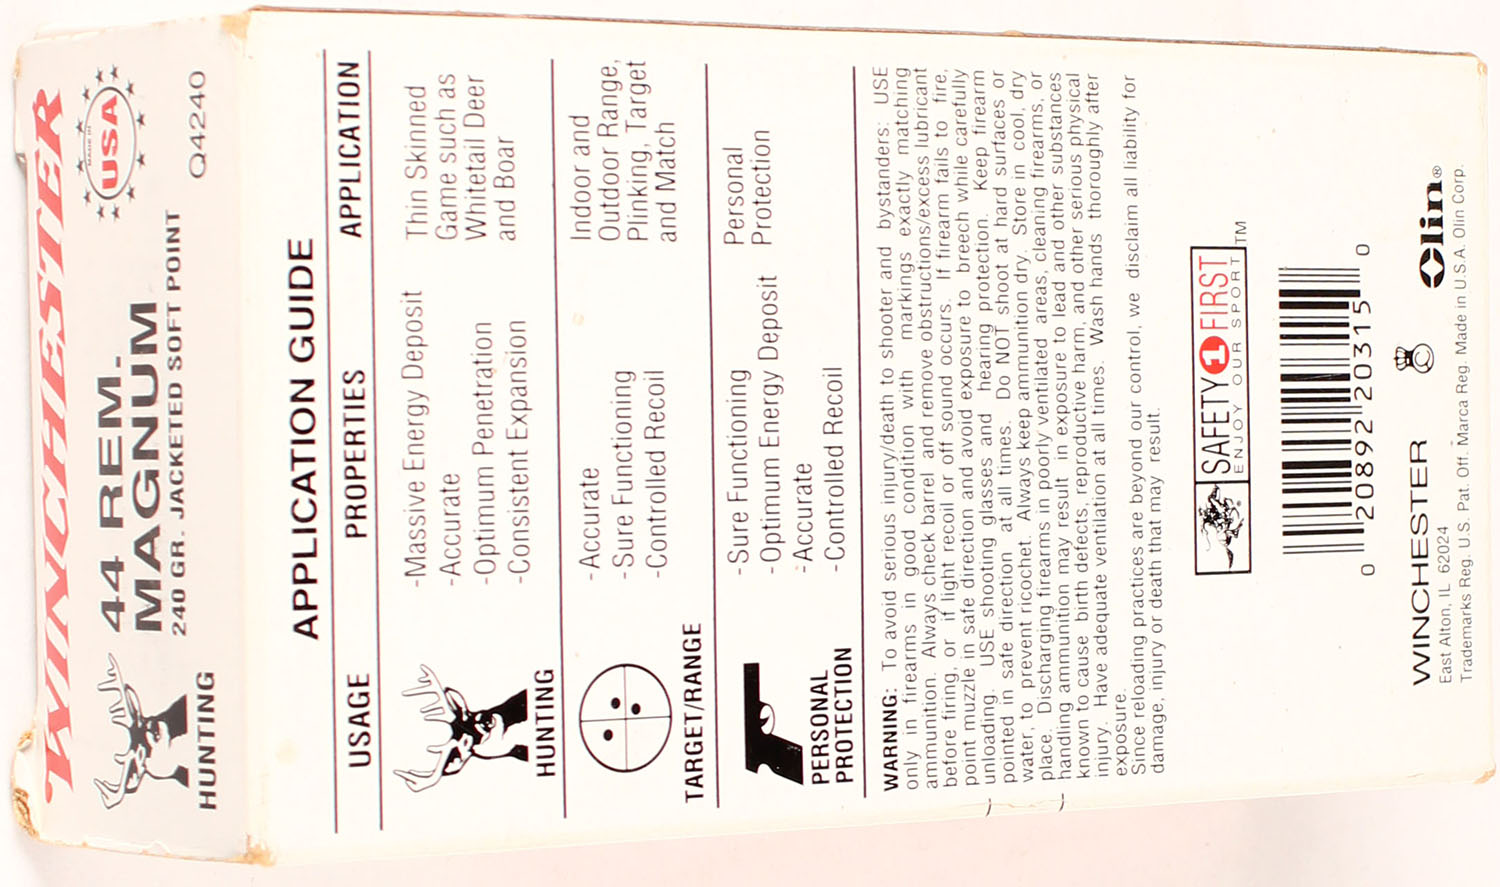 WINCHESTER
44 REM.
MAGNUM
240 GR. JACKETED SOFT POINT
MADE IN
USA
Q4240
HUNTING
APPLICATION GUIDE
USAGE PROPERTIES APPLICATION
HUNTING
-Massive Energy Deposit
-Accurate
-Optimum Penetration
-Consistent Expansion
Thin Skinned
Game such as
Whitetail Deer
and Boar
TARGET/RANGE
-Accurate
-Sure Functioning
-Controlled Recoil
Indoor and
Outdoor Range,
Plinking, Target
and Match
PERSONAL
PROTECTION
-Sure Functioning
-Optimum Energy Deposit
-Accurate
-Controlled Recoil
Personal
Protection
WARNING: To avoid serious injury/death to shooter and bystanders: USE
only in firearms in good condition with markings exactly matching
ammunition. Always check barrel and remove obstructions/excess lubricant
before firing, or if light recoil or off sound occurs. If firearm fails to fire,
point muzzle in safe direction and avoid exposure to breech while carefully
unloading. USE shooting glasses and hearing protection. Keep firearm
pointed in safe direction at all times. Do NOT shoot at hard surfaces or
water, to prevent ricochet. Always keep ammunition dry. Store in cool, dry
place. Discharging firearms in poorly ventilated areas, cleaning firearms, or
handling ammunition may result in exposure to lead and other substances
known to cause birth defects, reproductive harm, and other serious physical
injury. Have adequate ventilation at all times. Wash hands thoroughly after
exposure.
Since reloading practices are beyond our control, we disclaim all liability for
damage, injury or death that may result.
SAFETY 1 FIRST
ENJOY OUR SPORT TM
0 20892 20315 0
WINCHESTER
Olin®
East Alton, IL 62024
Trademarks Reg. U.S. Pat. Off. Marca Reg. Made in U.S.A. Olin Corp.